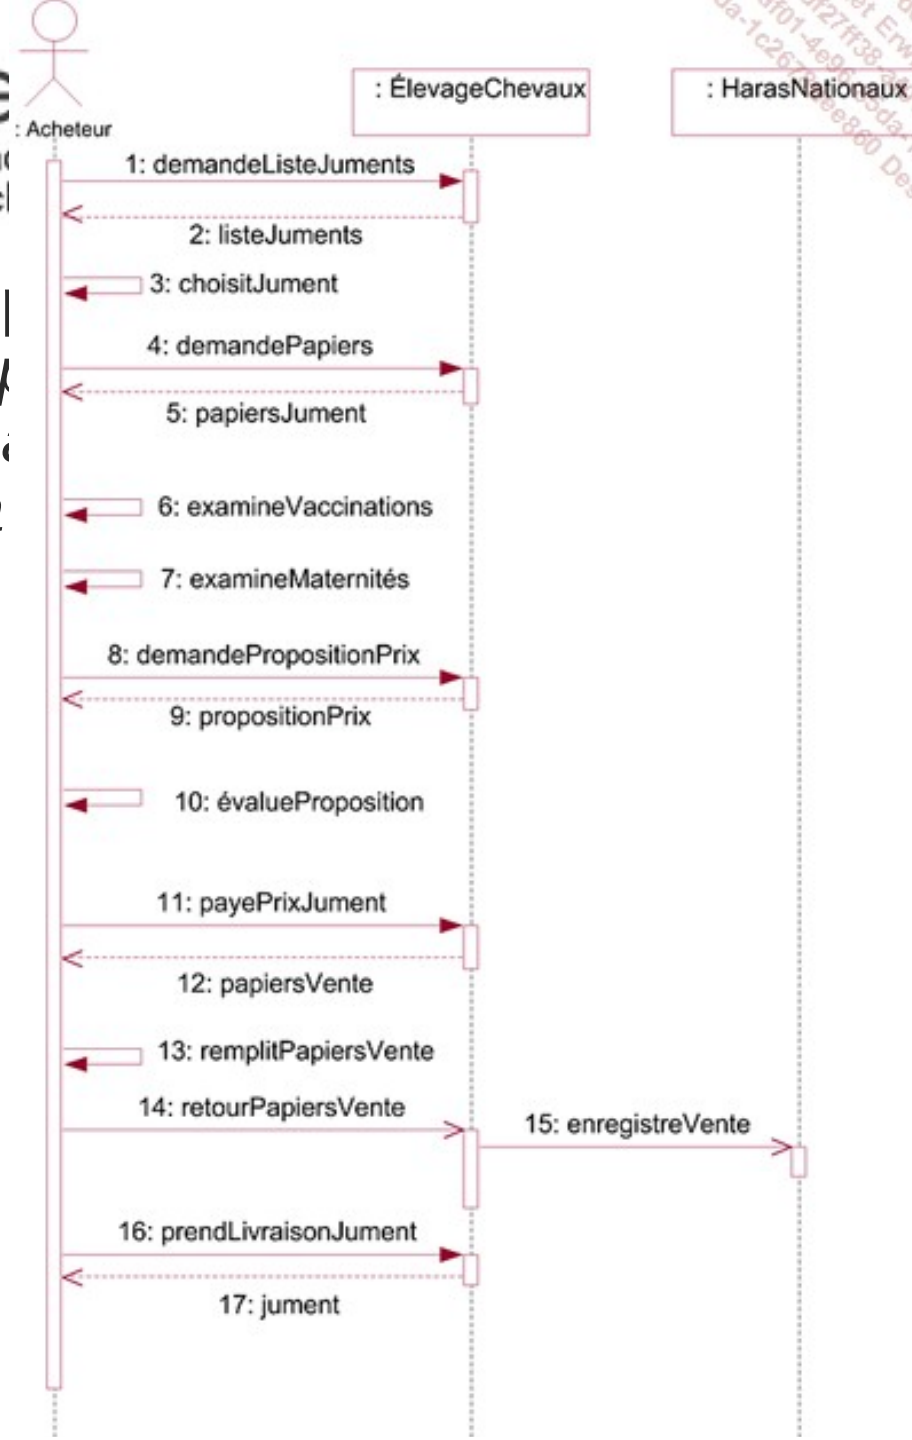 : ÉlevageChevaux
: HarasNationaux
: Acheteur
1: demandeListeJuments
2: listeJuments
3: choisitJument
4: demandePapiers
5: papiersJument
6: examineVaccinations
7: examineMaternités
8: demandePropositionPrix
9: propositionPrix
10: évalueProposition
11: payePrixJument
12: papiersVente
13: remplitPapiersVente
14: retourPapiersVente
15: enregistreVente
16: prendLivraisonJument
17: jument